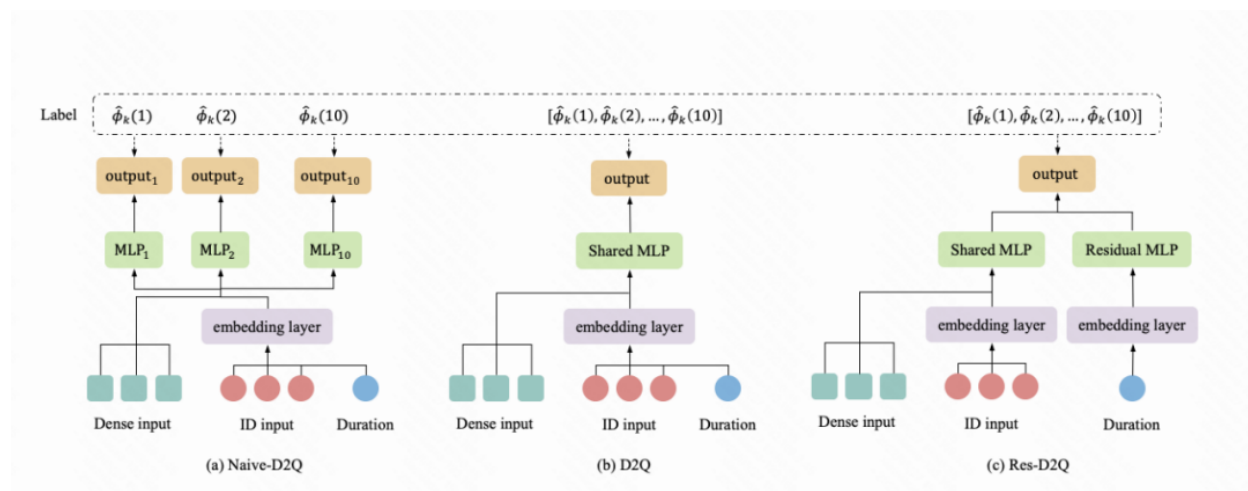 Label ϕ̂ₖ(1) ϕ̂ₖ(2) ϕ̂ₖ(10) [ϕ̂ₖ(1), ϕ̂ₖ(2), ..., ϕ̂ₖ(10)] [ϕ̂ₖ(1), ϕ̂ₖ(2), ..., ϕ̂ₖ(10)]
output₁ output₂ output₁₀ output output
MLP₁ MLP₂ MLP₁₀ Shared MLP Shared MLP Residual MLP
embedding layer embedding layer embedding layer embedding layer
Dense input ID input Duration Dense input ID input Duration Dense input ID input Duration
(a) Naive-D2Q (b) D2Q (c) Res-D2Q